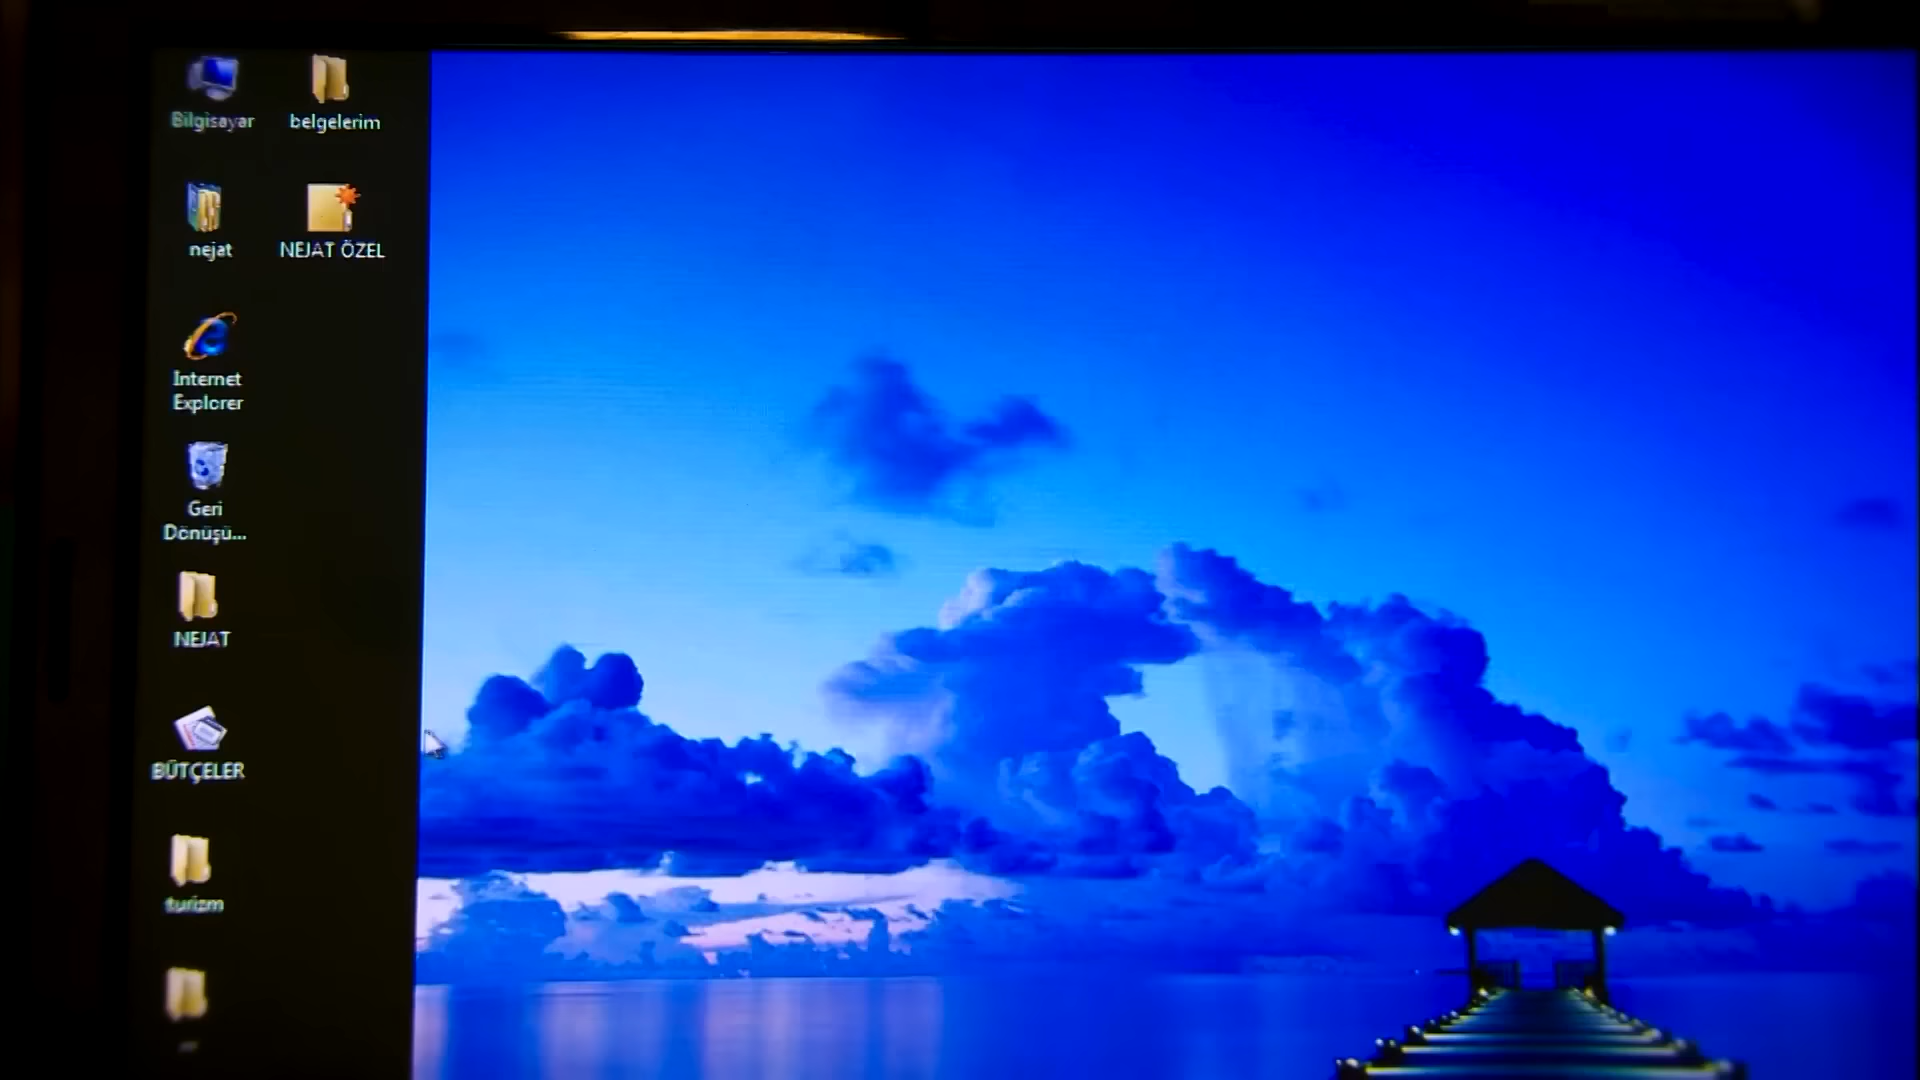 Bilgisayar
belgelerim
nejat
NEJAT ÖZEL
Internet
Explorer
Geri
Dönüşü...
NEJAT
BÜTÇELER
turizm